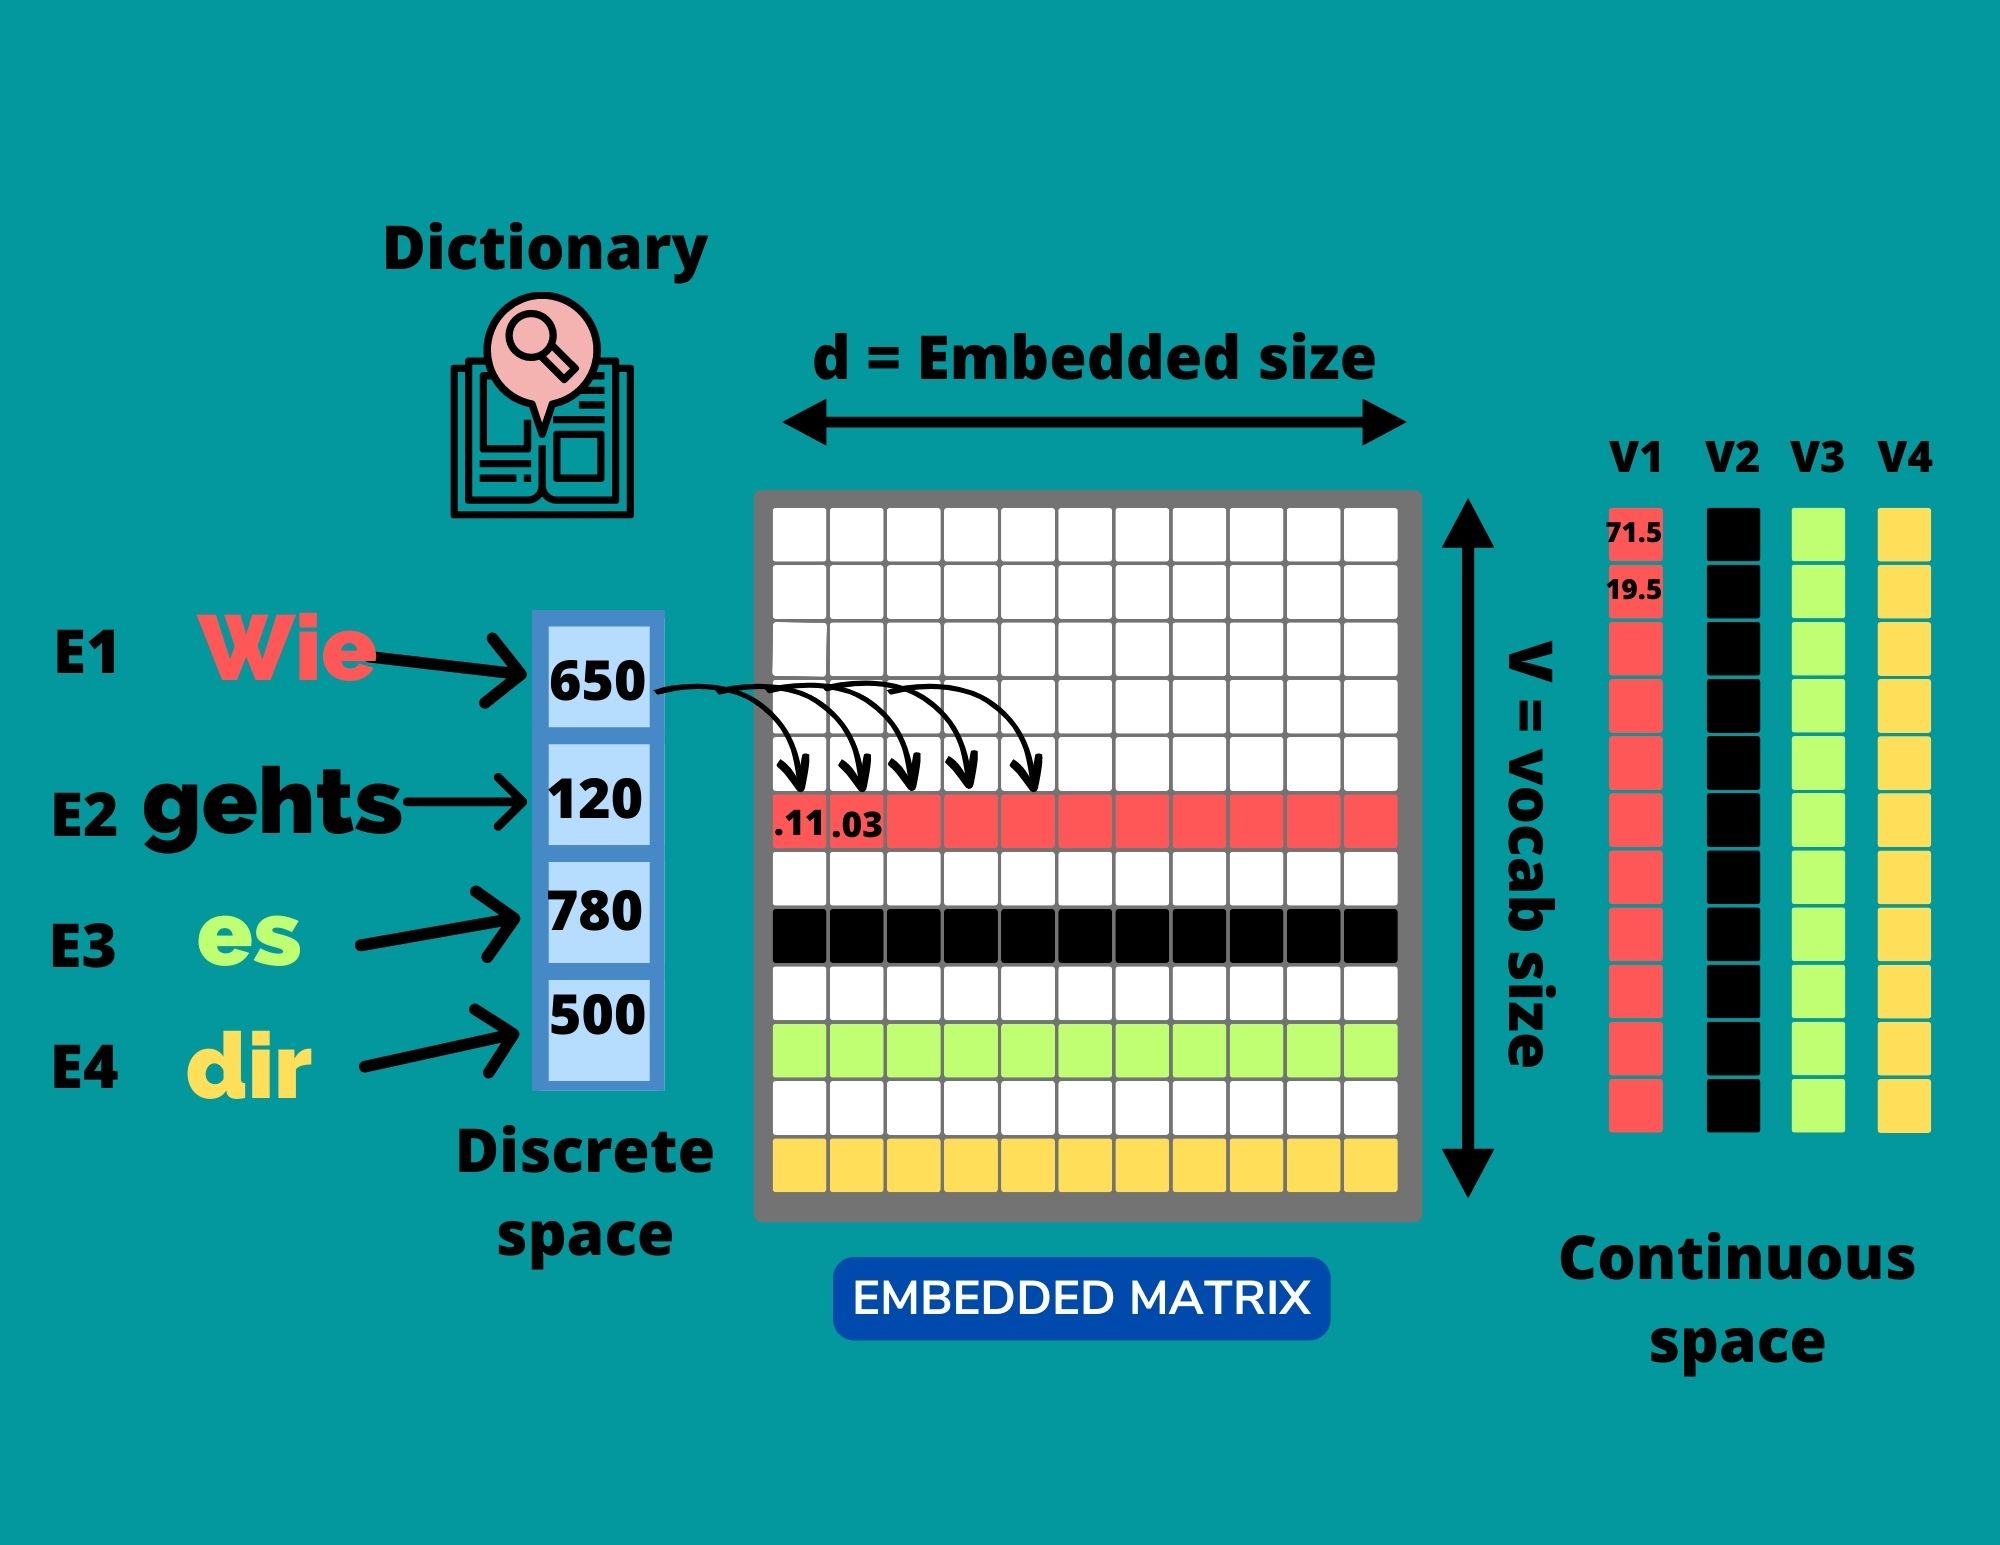 Dictionary
d = Embedded size
V1 V2 V3 V4
71.5
19.5
E1 Wie 650
E2 gehts 120
E3 es 780
E4 dir 500
.11 .03
V = vocab size
Discrete
space
EMBEDDED MATRIX
Continuous
space